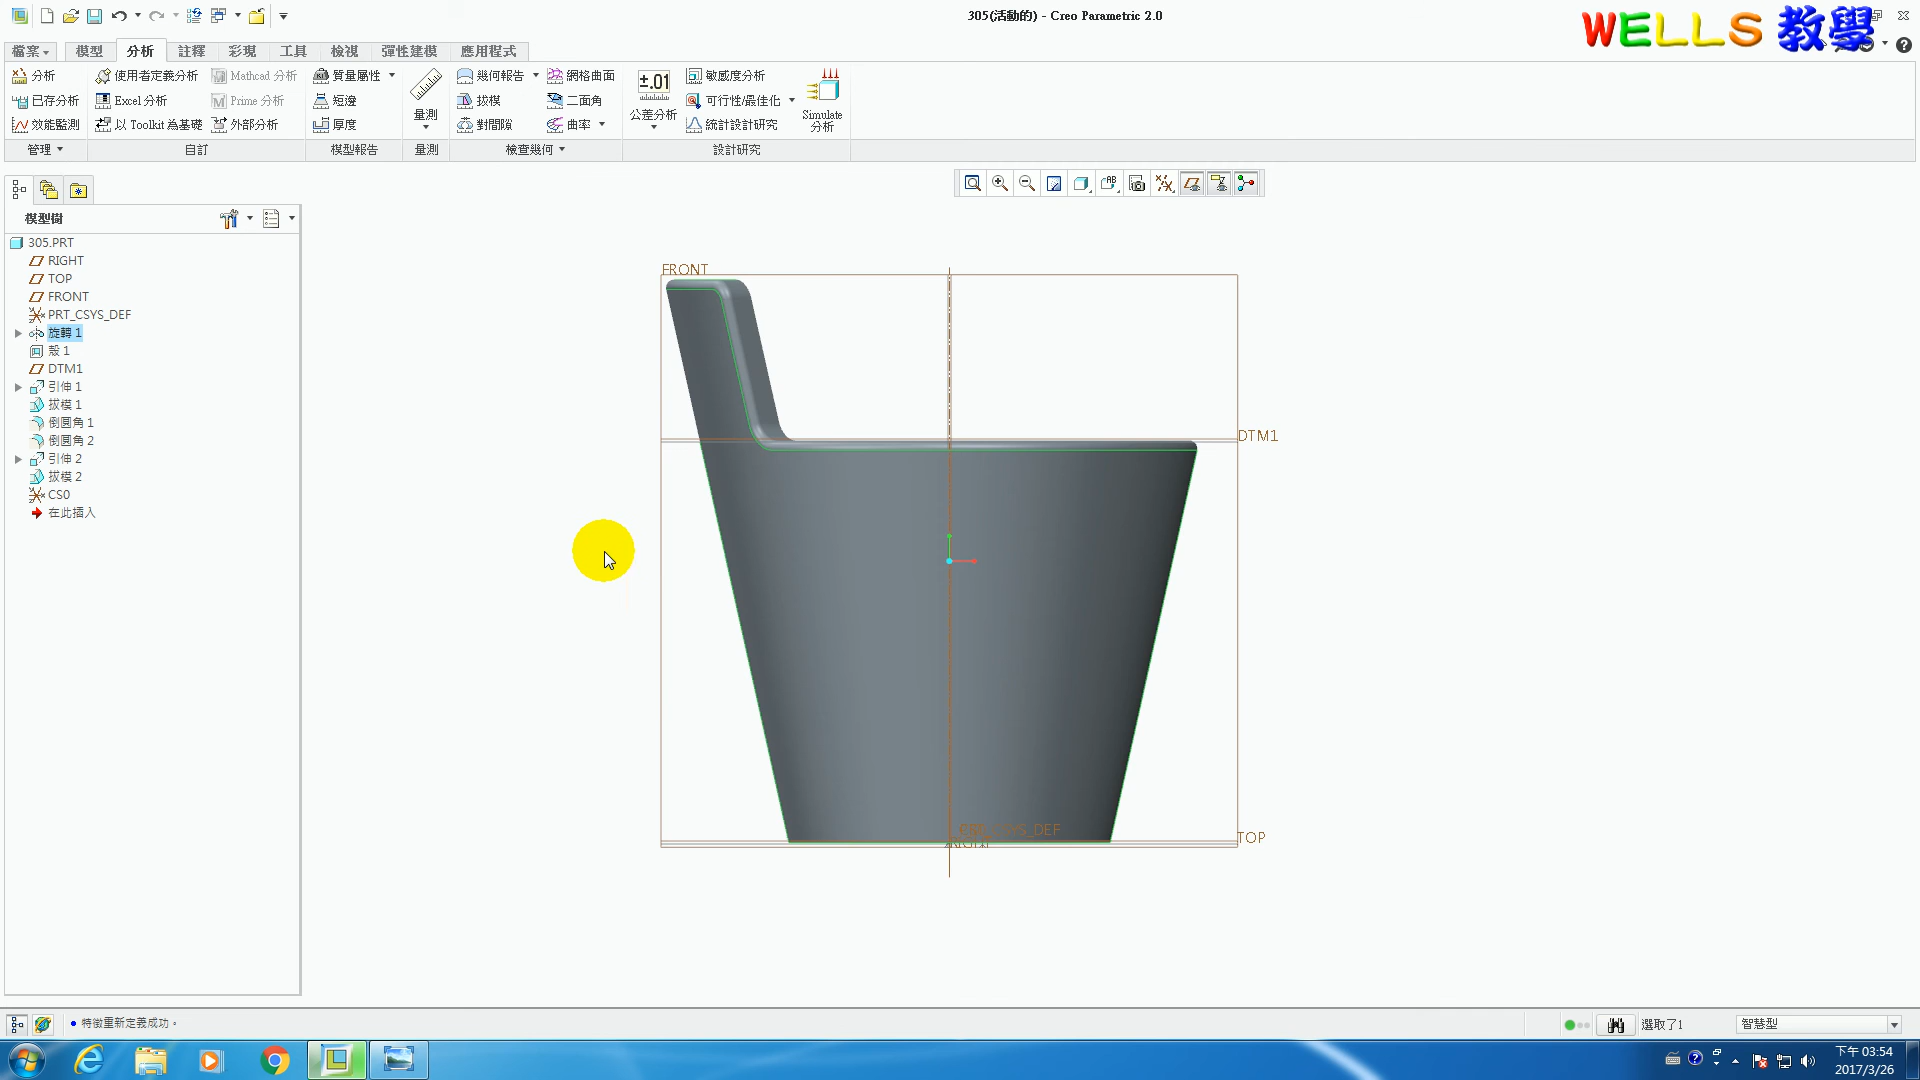 305(活動的) - Creo Parametric 2.0
WELLS 教學
檔案 模型 分析 註釋 彩現 工具 檢視 彈性建模 應用程式
分析 使用者定義分析 Mathcad 分析 質量屬性 幾何報告 網格曲面 敏感度分析
已存分析 Excel 分析 Prime 分析 短邊 拔模 二面角 可行性/最佳化
效能監測 以 Toolkit 為基礎 外部分析 厚度 對間隙 曲率 統計設計研究
量測 ±.01 公差分析 Simulate 分析
管理 自訂 模型報告 量測 檢查幾何 設計研究
模型樹
305.PRT
RIGHT
TOP
FRONT
PRT_CSYS_DEF
旋轉 1
殼 1
DTM1
引伸 1
拔模 1
倒圓角 1
倒圓角 2
引伸 2
拔模 2
CS0
在此插入
FRONT
DTM1
TOP
特徵重新定義成功。
選取了1
智慧型
下午 03:54
2017/3/26